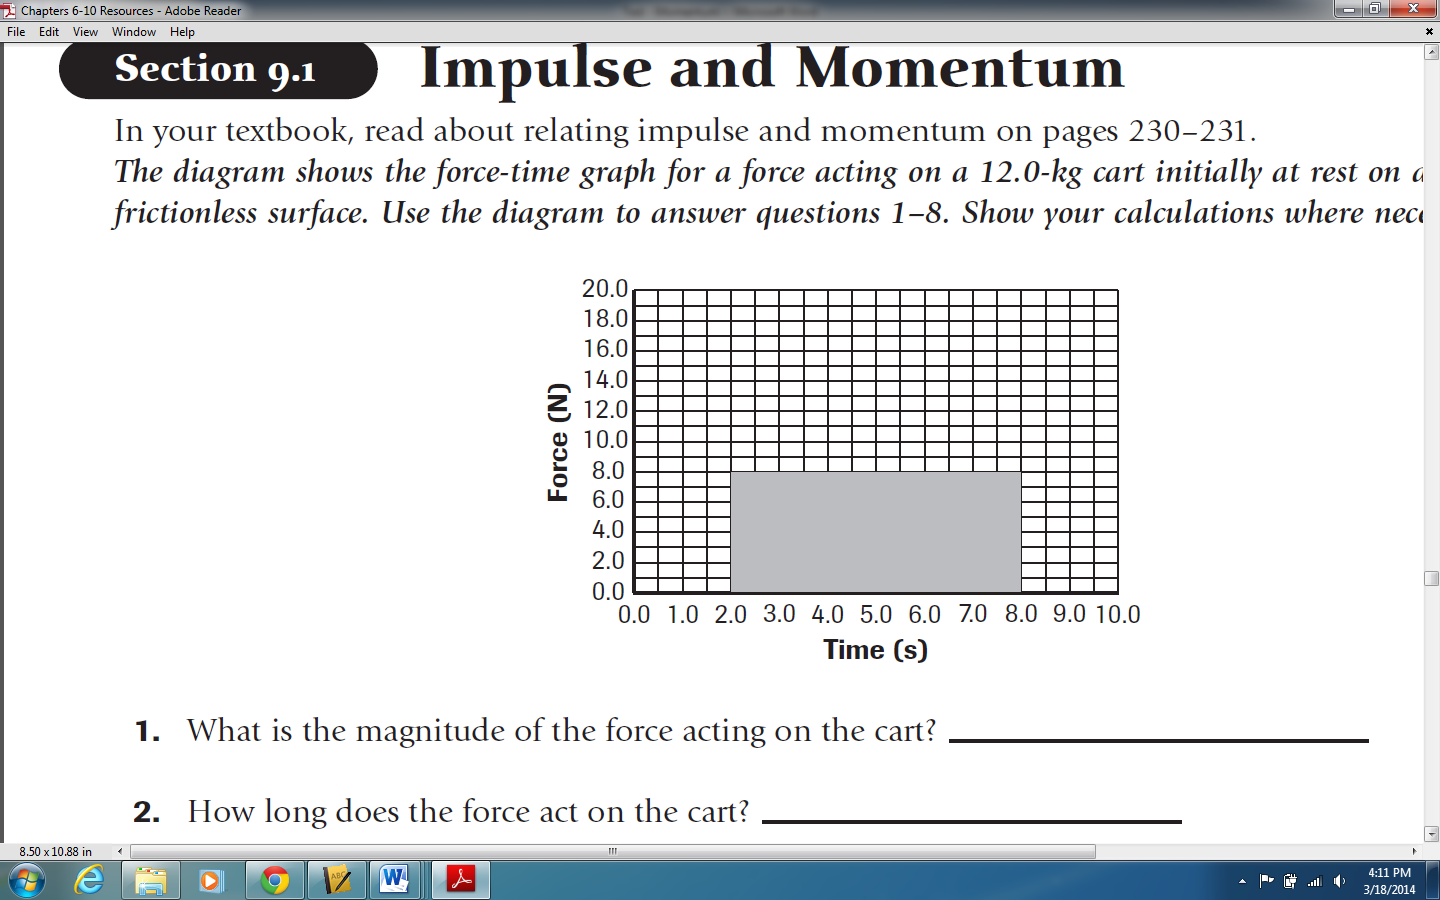 Chapters 6-10 Resources - Adobe Reader
File Edit View Window Help
Section 9.1 Impulse and Momentum
In your textbook, read about relating impulse and momentum on pages 230–231.
The diagram shows the force-time graph for a force acting on a 12.0-kg cart initially at rest on
frictionless surface. Use the diagram to answer questions 1–8. Show your calculations where
20.0
18.0
16.0
14.0
12.0
10.0
8.0
6.0
4.0
2.0
0.0
Force (N)
0.0 1.0 2.0 3.0 4.0 5.0 6.0 7.0 8.0 9.0 10.0
Time (s)
1. What is the magnitude of the force acting on the cart?
2. How long does the force act on the cart?
8.50 x 10.88 in
ABC
4:11 PM
3/18/2014